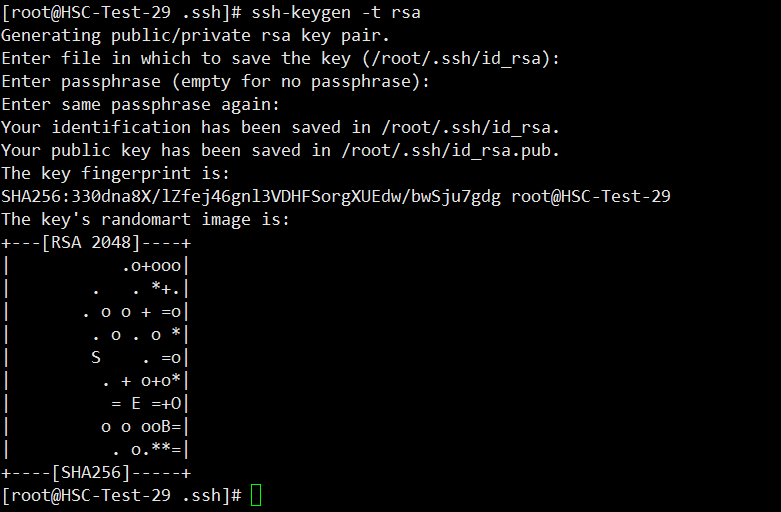 [root@HSC-Test-29 .ssh]# ssh-keygen -t rsa
Generating public/private rsa key pair.
Enter file in which to save the key (/root/.ssh/id_rsa):
Enter passphrase (empty for no passphrase):
Enter same passphrase again:
Your identification has been saved in /root/.ssh/id_rsa.
Your public key has been saved in /root/.ssh/id_rsa.pub.
The key fingerprint is:
SHA256:330dna8X/lZfej46gnl3VDHFSorgXUEdw/bwSju7gdg root@HSC-Test-29
The key's randomart image is:
+---[RSA 2048]----+
|            .o+ooo|
|         .   . *+.|
|        . o o + =o|
|         . o . o *|
|         S    . =o|
|          . + o+o*|
|           = E =+O|
|          o o ooB=|
|           . o.**=|
+----[SHA256]-----+
[root@HSC-Test-29 .ssh]#